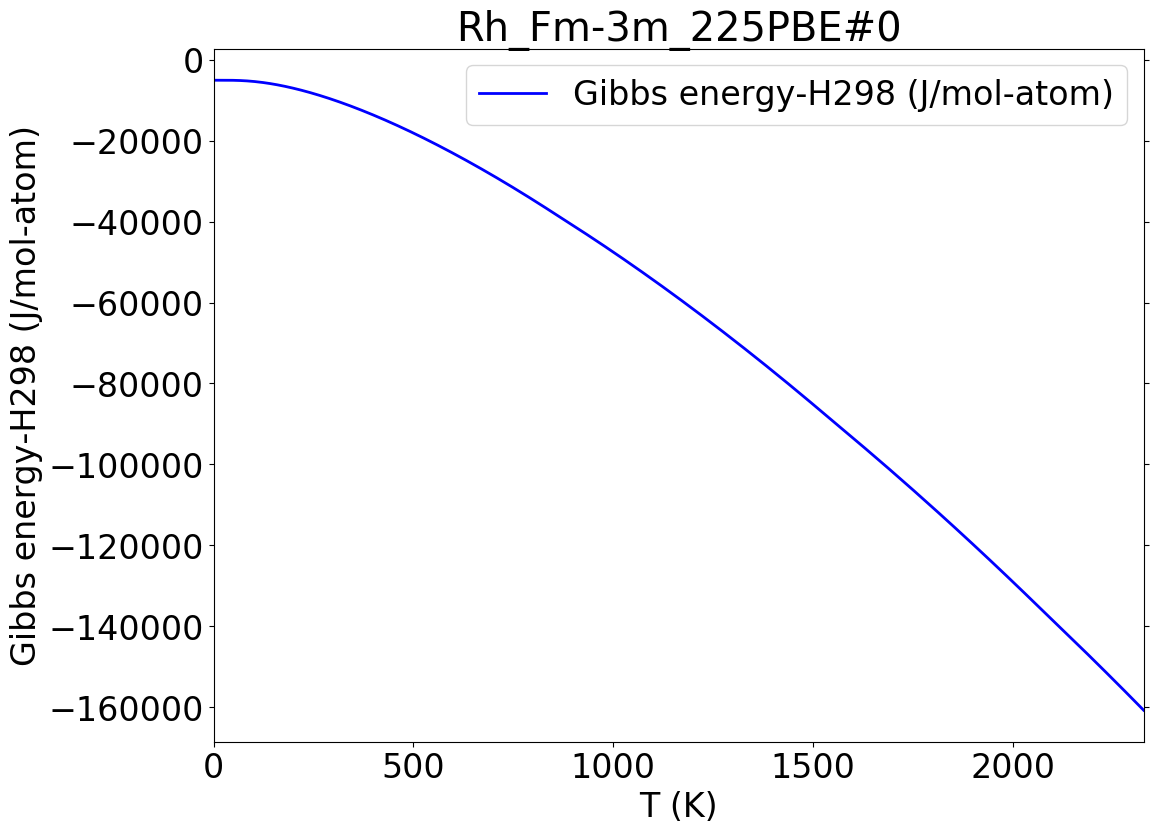 Rh_Fm-3m_225PBE#0
Gibbs energy-H298 (J/mol-atom)
Gibbs energy-H298 (J/mol-atom)
0
−20000
−40000
−60000
−80000
−100000
−120000
−140000
−160000
0 500 1000 1500 2000
T (K)